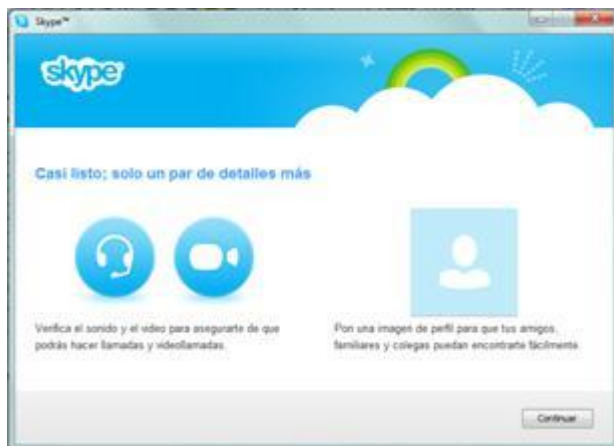 Skype™
skype
Casi listo; solo un par de detalles más
Verifica el sonido y el video para asegurarte de que
podrás hacer llamadas y videollamadas.
Pon una imagen de perfil para que tus amigos,
familiares y colegas puedan encontrarte fácilmente.
Continuar